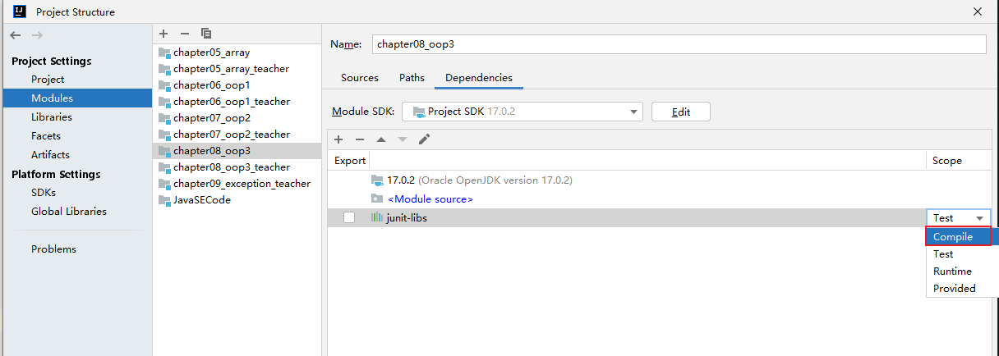 IJ
Project Structure
Project Settings
Project
Modules
Libraries
Facets
Artifacts
Platform Settings
SDKs
Global Libraries
Problems
chapter05_array
chapter05_array_teacher
chapter06_oop1
chapter06_oop1_teacher
chapter07_oop2
chapter07_oop2_teacher
chapter08_oop3
chapter08_oop3_teacher
chapter09_exception_teacher
JavaSECode
Name: chapter08_oop3
Sources Paths Dependencies
Module SDK: Project SDK 17.0.2 Edit
Export Scope
17.0.2 (Oracle OpenJDK version 17.0.2)
<Module source>
junit-libs Test
Compile
Test
Runtime
Provided